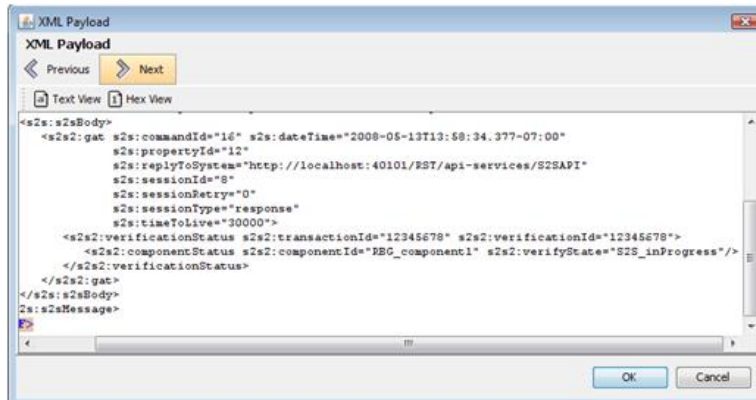 XML Payload
XML Payload
Previous Next
Text View Hex View
<s2s:s2sBody>
<s2s2:gat s2s:commandId="16" s2s:dateTime="2008-05-13T13:58:34.377-07:00"
s2s:propertyId="12"
s2s:replyToSystem="http://localhost:40101/RST/api-services/S2SAPI"
s2s:sessionId="8"
s2s:sessionRetry="0"
s2s:sessionType="response"
s2s:timeToLive="30000">
<s2s2:verificationStatus s2s2:transactionId="12345678" s2s2:verificationId="12345678">
<s2s2:componentStatus s2s2:componentId="RBG_component1" s2s2:verifyState="S2S_inProgress"/>
</s2s2:verificationStatus>
</s2s2:gat>
</s2s:s2sBody>
2s:s2sMessage>
OK Cancel